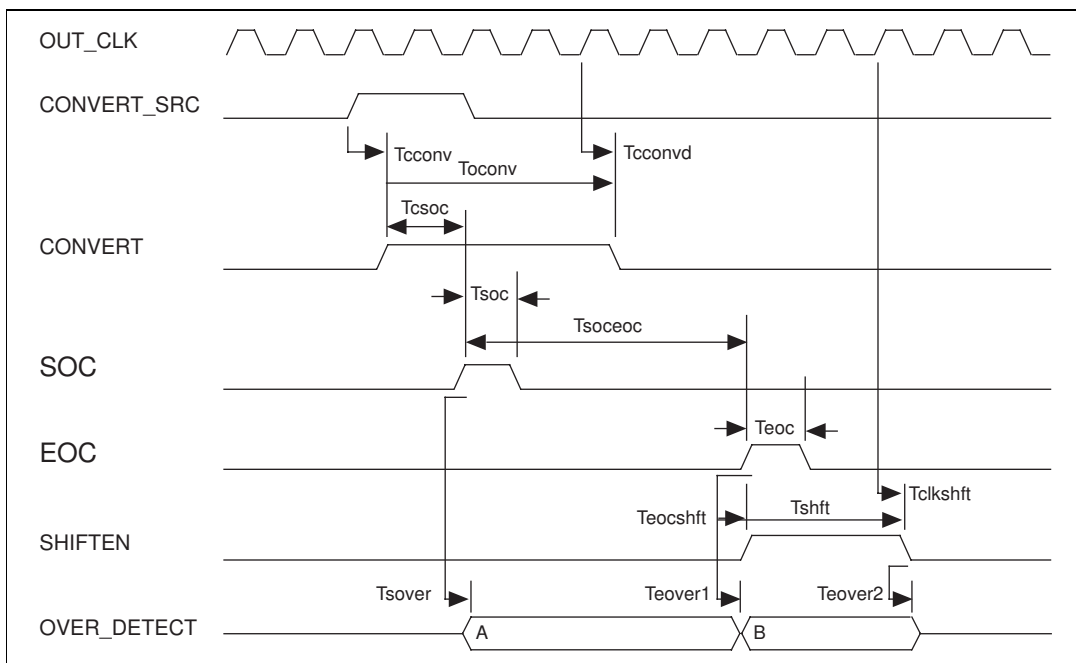 OUT_CLK
CONVERT_SRC
Tcconv
Tcconvd
Toconv
Tcsoc
CONVERT
Tsoc
Tsoceoc
SOC
Teoc
EOC
Tclkshft
Teocshft
Tshft
SHIFTEN
Tsover
Teover1
Teover2
OVER_DETECT
A
B